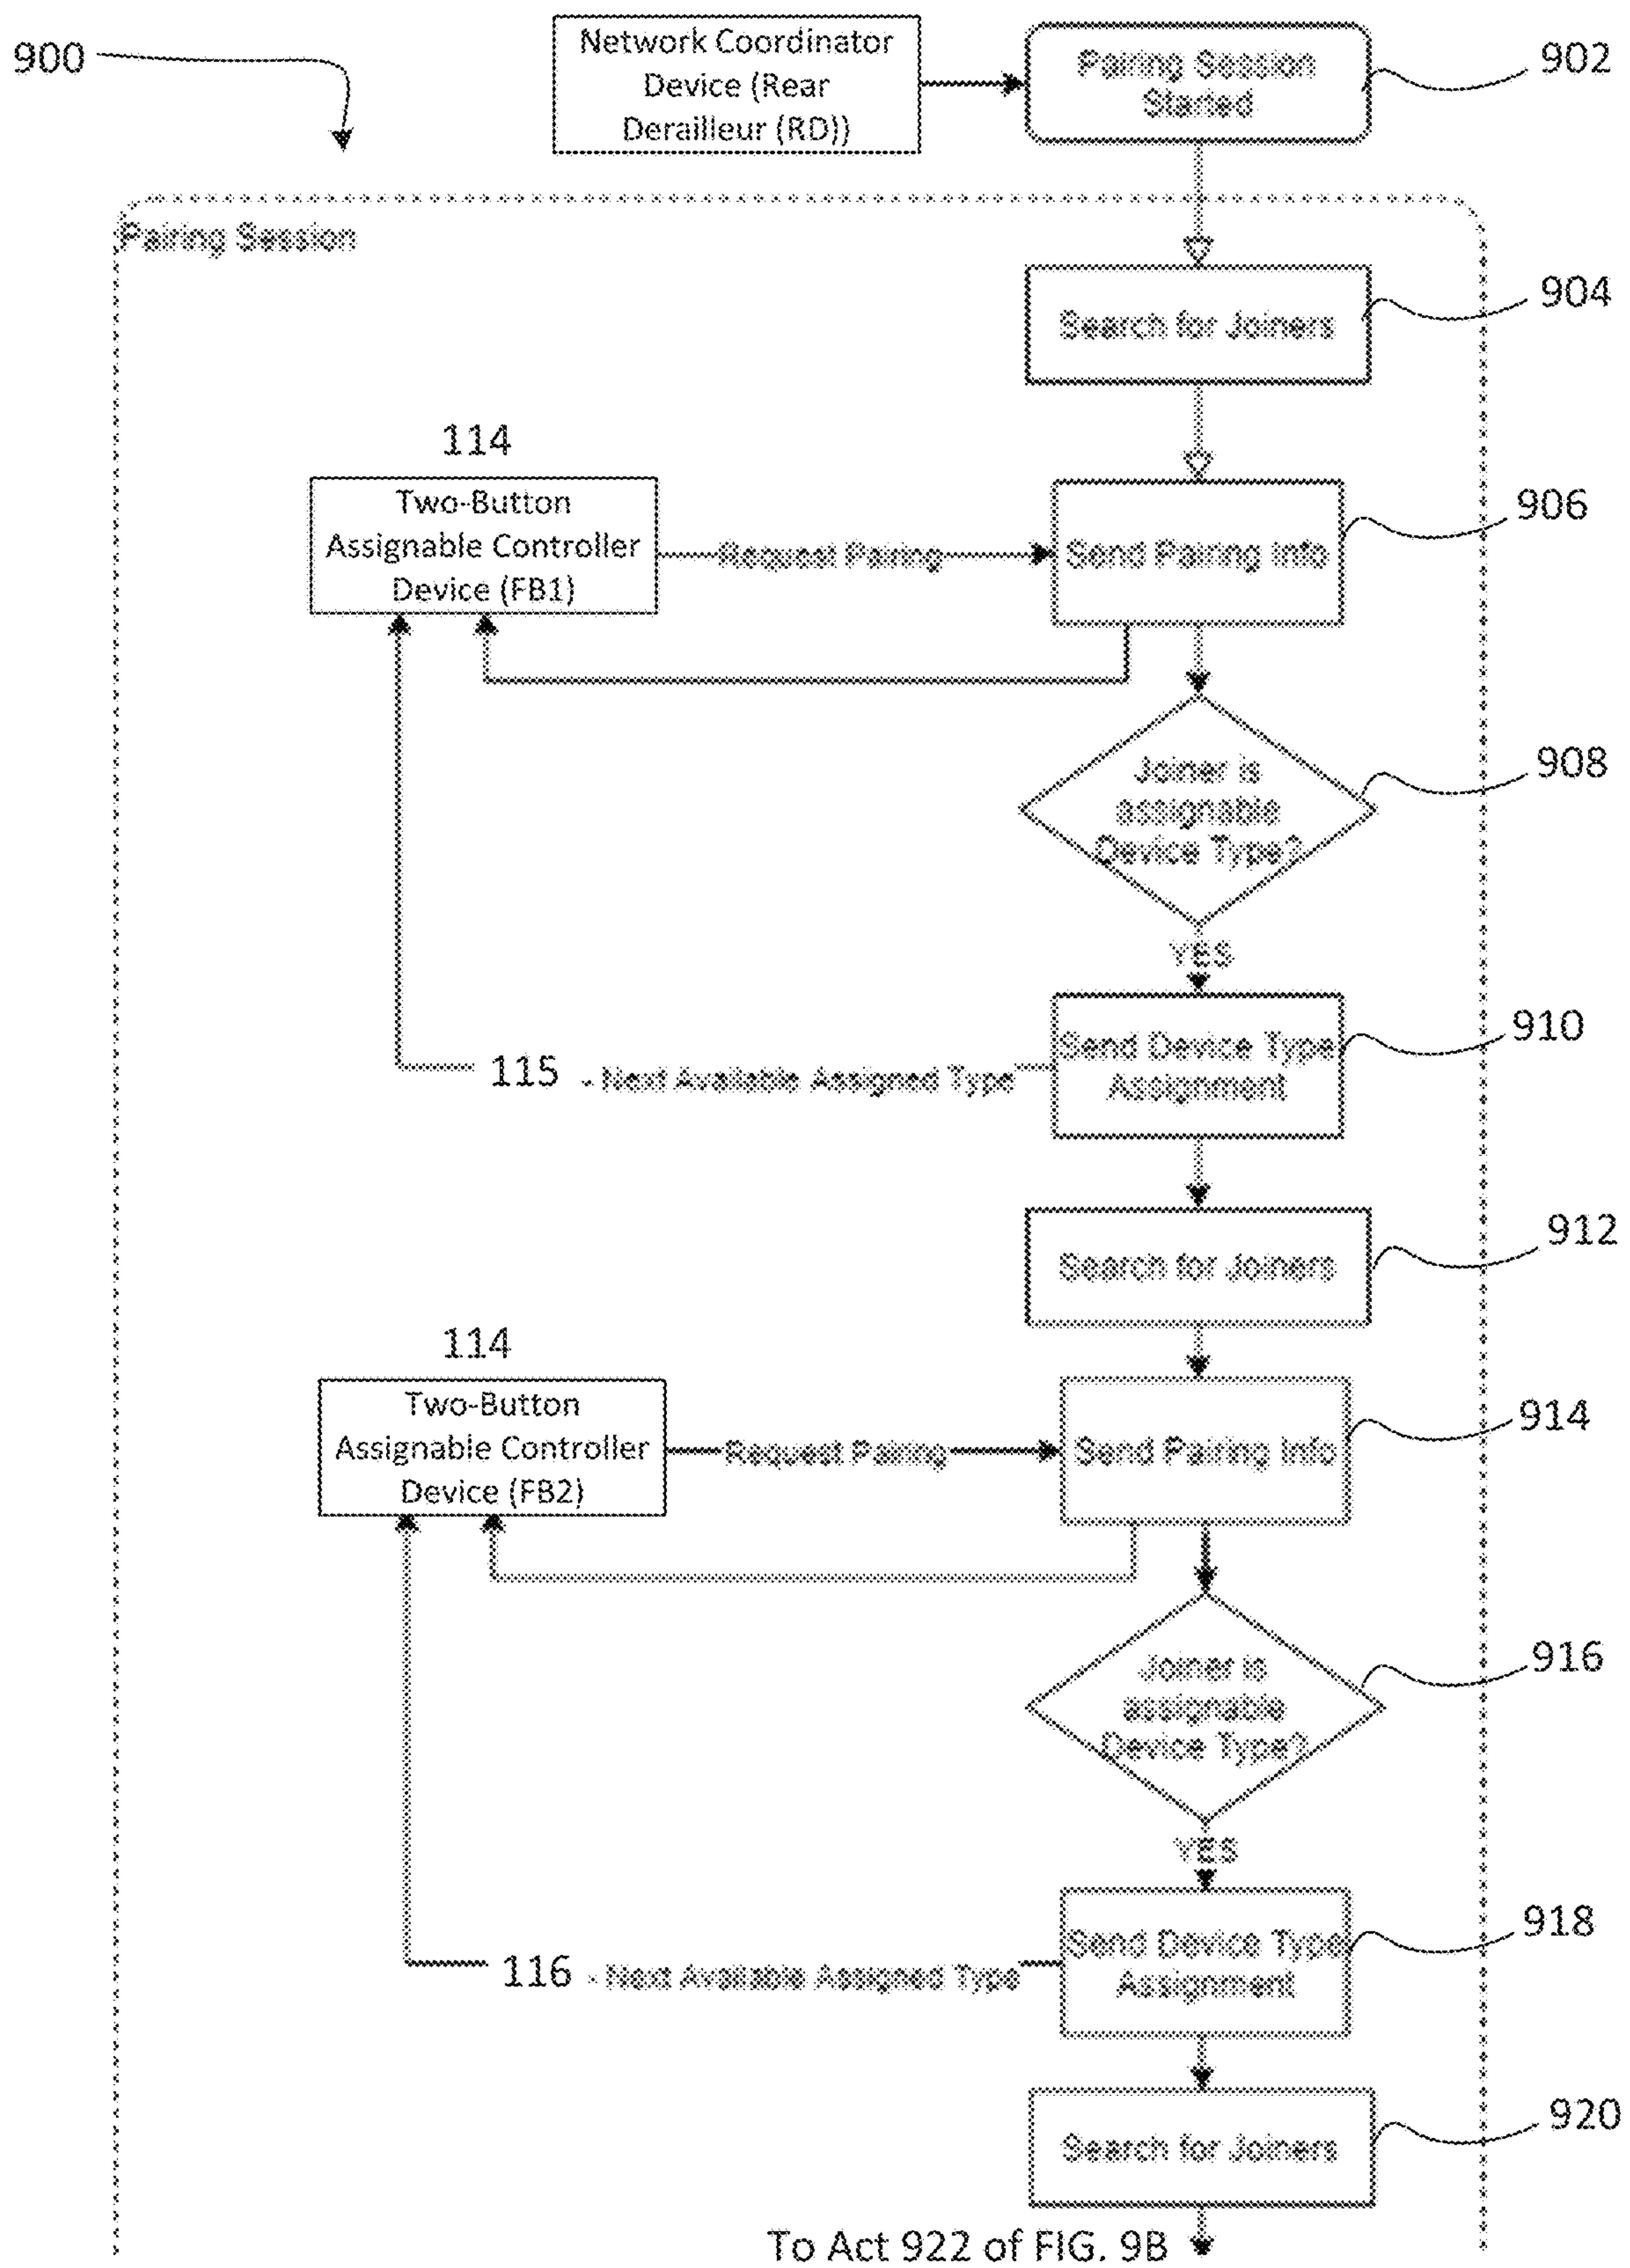 900
Network Coordinator
Device (Rear
Derailleur (RD))
Pairing Session
Started
902
Pairing Session
Search for Joiners
904
114
Two-Button
Assignable Controller
Device (FB1)
Request Pairing
Send Pairing Info
906
Joiner is
assignable
Device Type?
908
YES
115 - Next Available Assigned Type
Send Device Type
Assignment
910
Search for Joiners
912
114
Two-Button
Assignable Controller
Device (FB2)
Request Pairing
Send Pairing Info
914
Joiner is
assignable
Device Type?
916
YES
116 - Next Available Assigned Type
Send Device Type
Assignment
918
Search for Joiners
920
To Act 922 of FIG. 9B